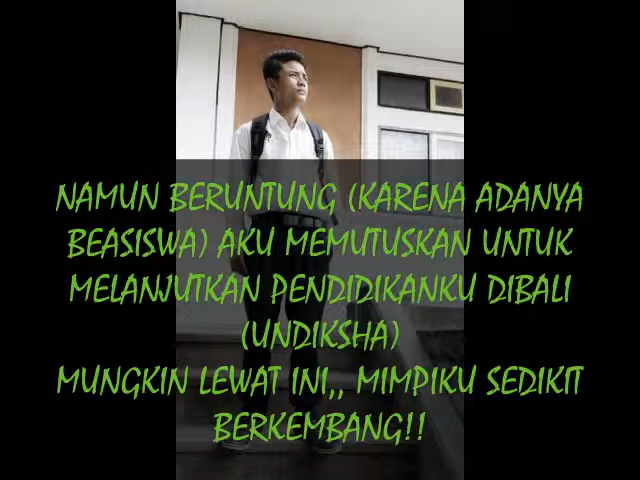 NAMUN BERUNTUNG (KARENA ADANYA
BEASISWA) AKU MEMUTUSKAN UNTUK
MELANJUTKAN PENDIDIKANKU DIBALI
(UNDIKSHA)
MUNGKIN LEWAT INI,, MIMPIKU SEDIKIT
BERKEMBANG!!